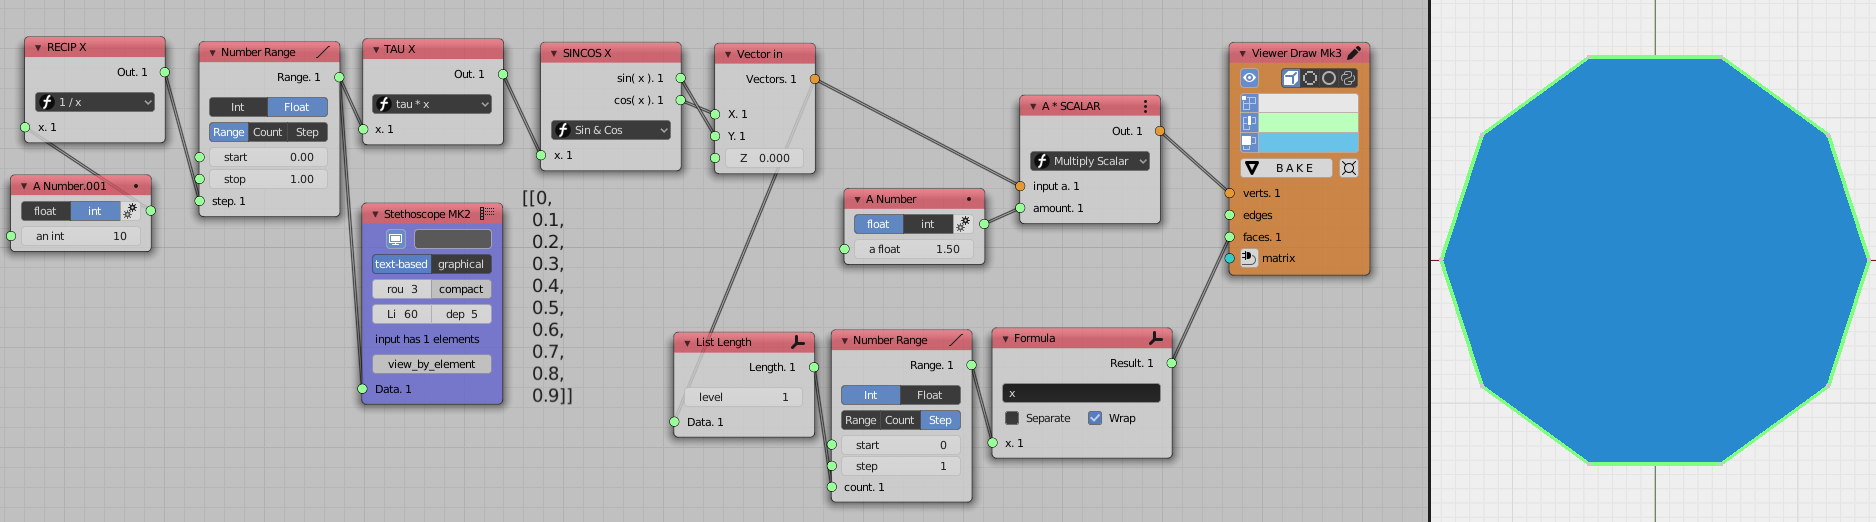 RECIP X
Out. 1
1 / x
x. 1
A Number.001
float int
an int 10
Number Range
Range. 1
Int Float
Range Count Step
start 0.00
stop 1.00
step. 1
TAU X
Out. 1
tau * x
x. 1
Stethoscope MK2
text-based graphical
rou 3 compact
Li 60 dep 5
input has 1 elements
view_by_element
Data. 1
[[0,
0.1,
0.2,
0.3,
0.4,
0.5,
0.6,
0.7,
0.8,
0.9]]
SINCOS X
sin( x ). 1
cos( x ). 1
Sin & Cos
x. 1
Vector in
Vectors. 1
X. 1
Y. 1
Z 0.000
List Length
Length. 1
level 1
Data. 1
Number Range
Range. 1
Int Float
Range Count Step
start 0
step 1
count. 1
A Number
float int
a float 1.50
A * SCALAR
Out. 1
Multiply Scalar
input a. 1
amount. 1
Formula
Result. 1
x
Separate Wrap
x. 1
Viewer Draw Mk3
BAKE
verts. 1
edges
faces. 1
matrix